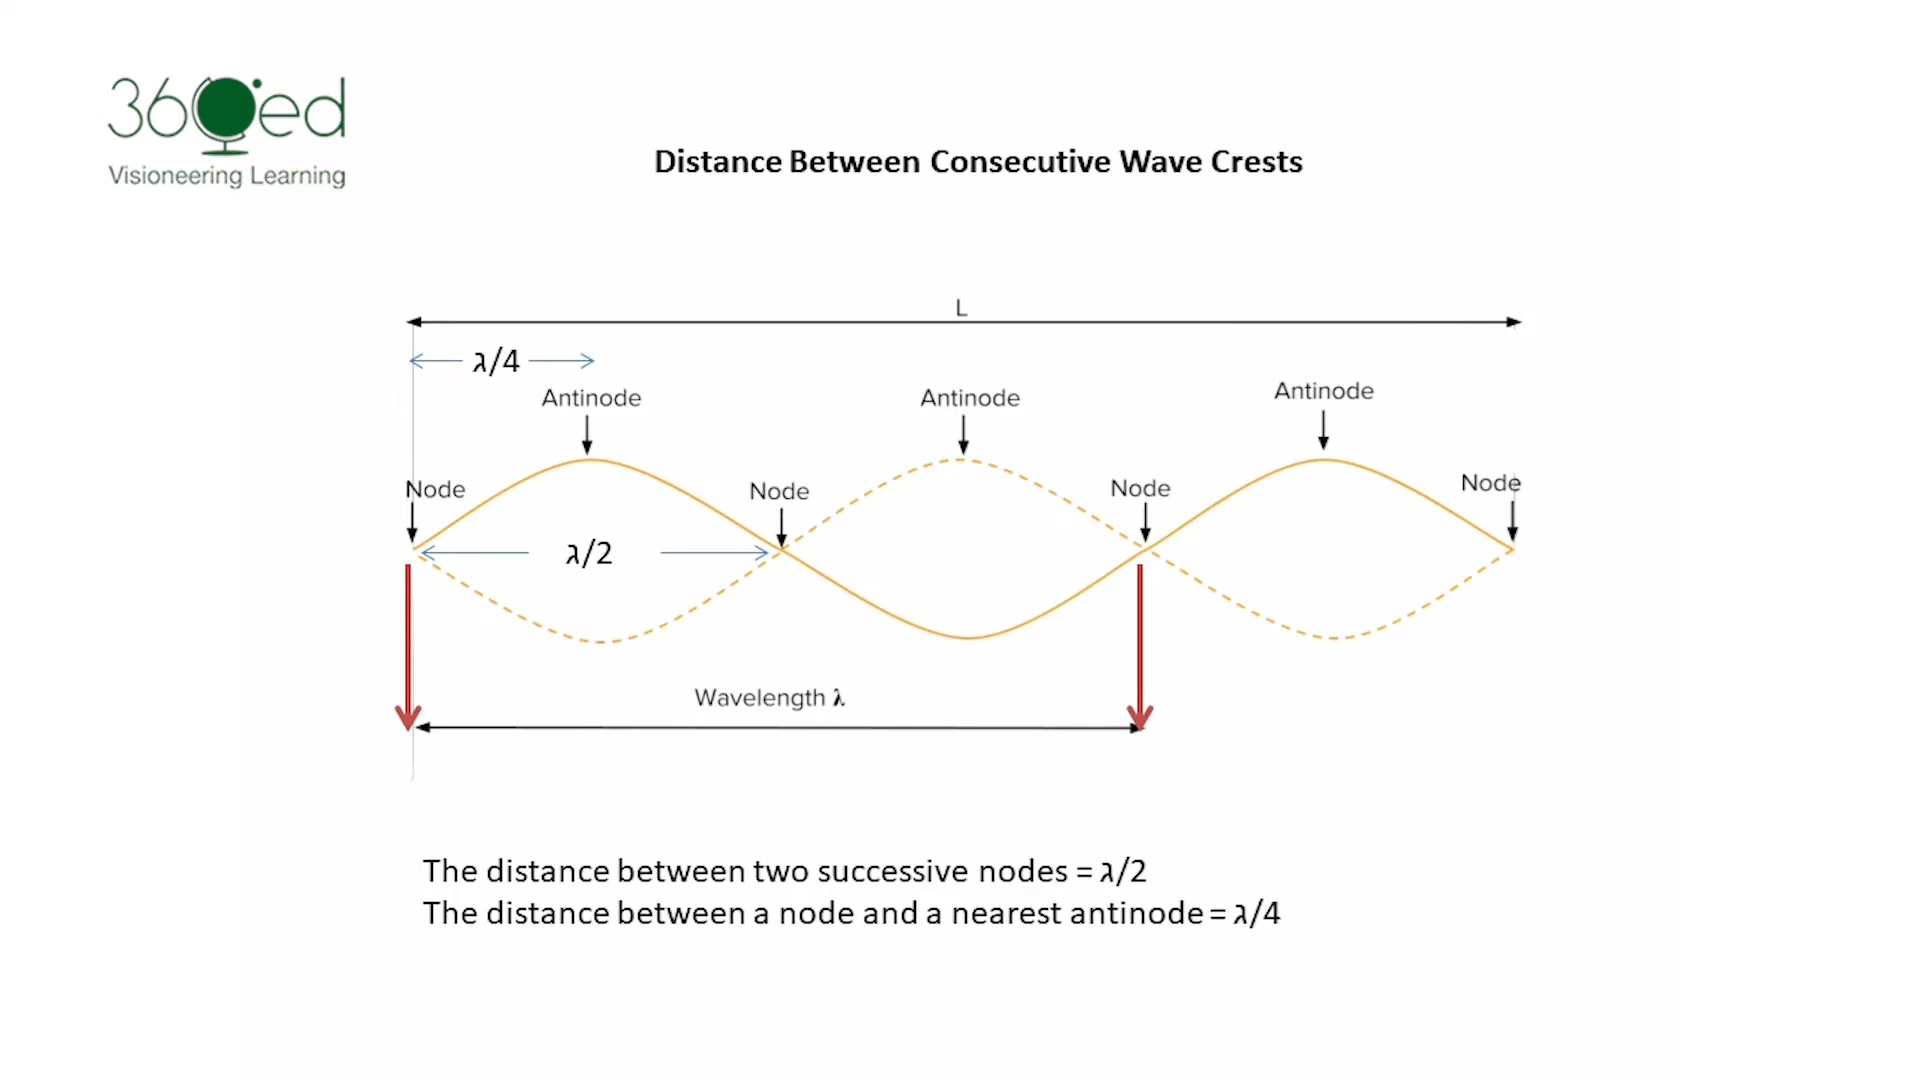 360ed
Visioneering Learning
Distance Between Consecutive Wave Crests
L
ג/4
Antinode
Antinode
Antinode
Node
Node
Node
Node
ג/2
Wavelength λ
The distance between two successive nodes = ג/2
The distance between a node and a nearest antinode = ג/4